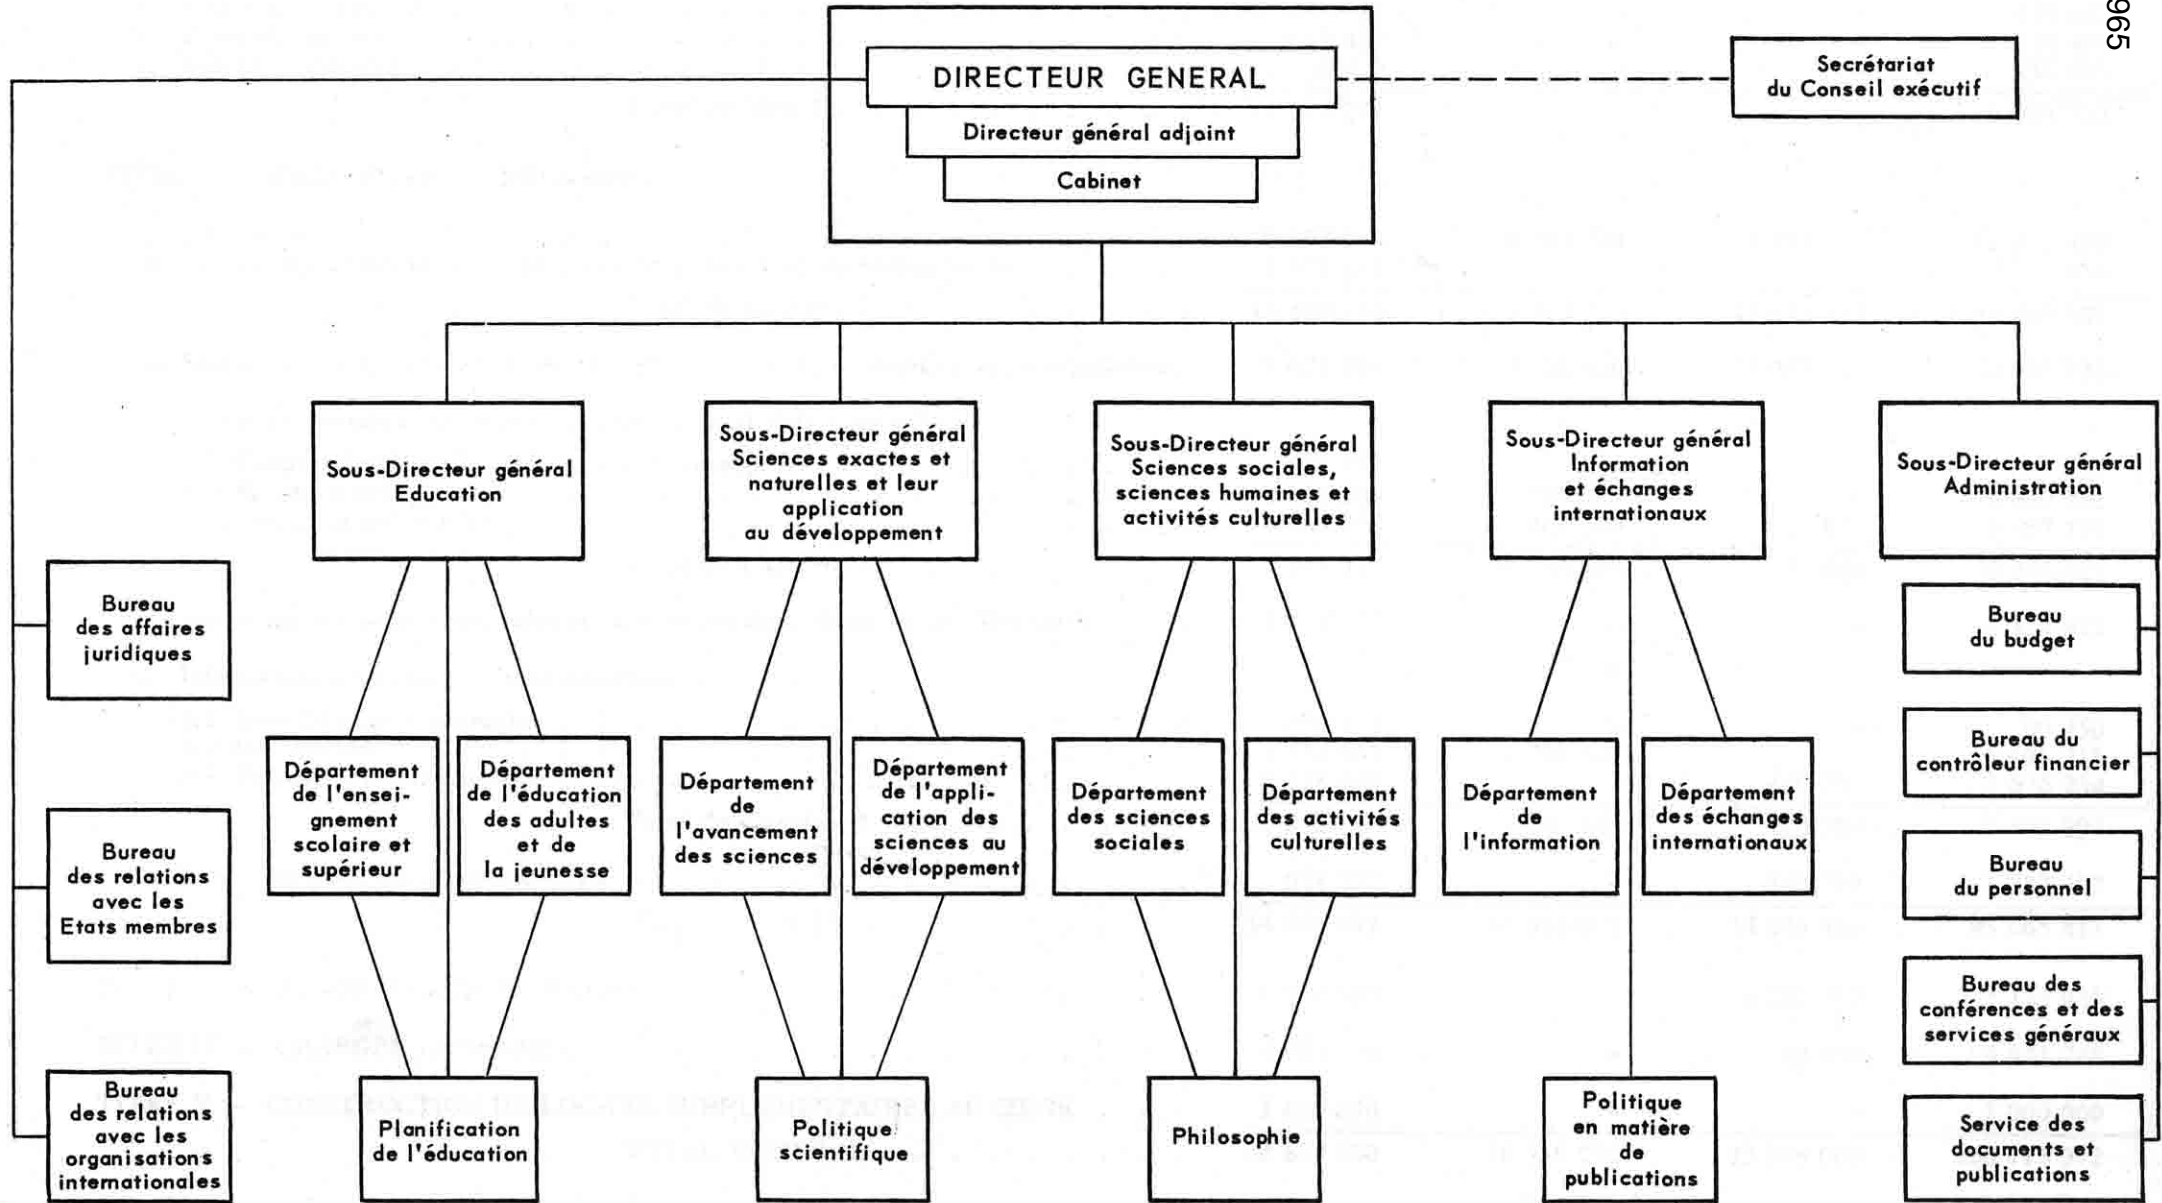 965
DIRECTEUR GENERAL
Directeur général adjoint
Cabinet
Secrétariat
du Conseil exécutif
Sous-Directeur général
Education
Sous-Directeur général
Sciences exactes et
naturelles et leur
application
au développement
Sous-Directeur général
Sciences sociales,
sciences humaines et
activités culturelles
Sous-Directeur général
Information
et échanges
internationaux
Sous-Directeur général
Administration
Bureau
des affaires
juridiques
Bureau
des relations
avec les
Etats membres
Bureau
des relations
avec les
organisations
internationales
Département
de l'ensei-
gnement
scolaire et
supérieur
Département
de l'éducation
des adultes
et de
la jeunesse
Département
de
l'avancement
des sciences
Département
de l'appli-
cation des
sciences au
développement
Département
des sciences
sociales
Département
des activités
culturelles
Département
de
l'information
Département
des échanges
internationaux
Bureau
du budget
Bureau du
contrôleur financier
Bureau
du personnel
Bureau des
conférences et des
services généraux
Service des
documents et
publications
Planification
de l'éducation
Politique
scientifique
Philosophie
Politique
en matière
de
publications